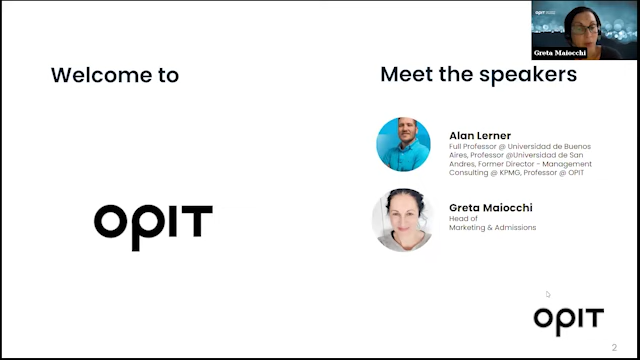 OPIT
Greta Maiocchi
Welcome to
OPIT
Meet the speakers
Alan Lerner
Full Professor @ Universidad de Buenos
Aires, Professor @Universidad de San
Andres, Former Director - Management
Consulting @ KPMG, Professor @ OPIT
Greta Maiocchi
Head of
Marketing & Admissions
OPIT
2